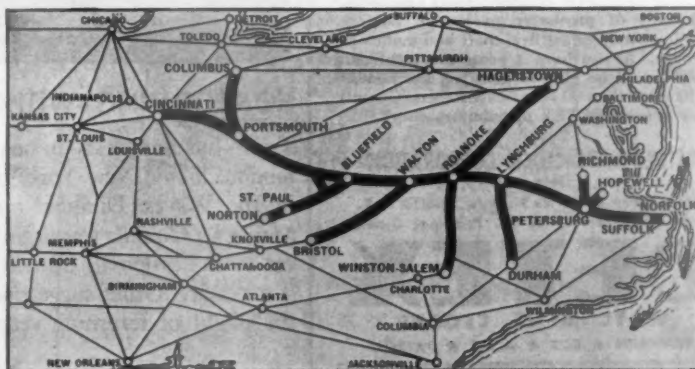 CHICAGO
DETROIT
BUFFALO
BOSTON
TOLEDO
CLEVELAND
NEW YORK
COLUMBUS
PITTSBURGH
HAGERSTOWN
PHILADELPHIA
INDIANAPOLIS
CINCINNATI
BALTIMORE
KANSAS CITY
ST. LOUIS
PORTSMOUTH
WASHINGTON
LOUISVILLE
BLUEFIELD
WALTON
ROANOKE
LYNCHBURG
RICHMOND
ST. PAUL
HOPEWELL
NORTON
PETERSBURG
NORFOLK
NASHVILLE
KNOXVILLE
BRISTOL
SUFFOLK
MEMPHIS
LITTLE ROCK
CHATTANOOGA
WINSTON-SALEM
DURHAM
BIRMINGHAM
CHARLOTTE
ATLANTA
WILMINGTON
COLUMBIA
NEW ORLEANS
JACKSONVILLE